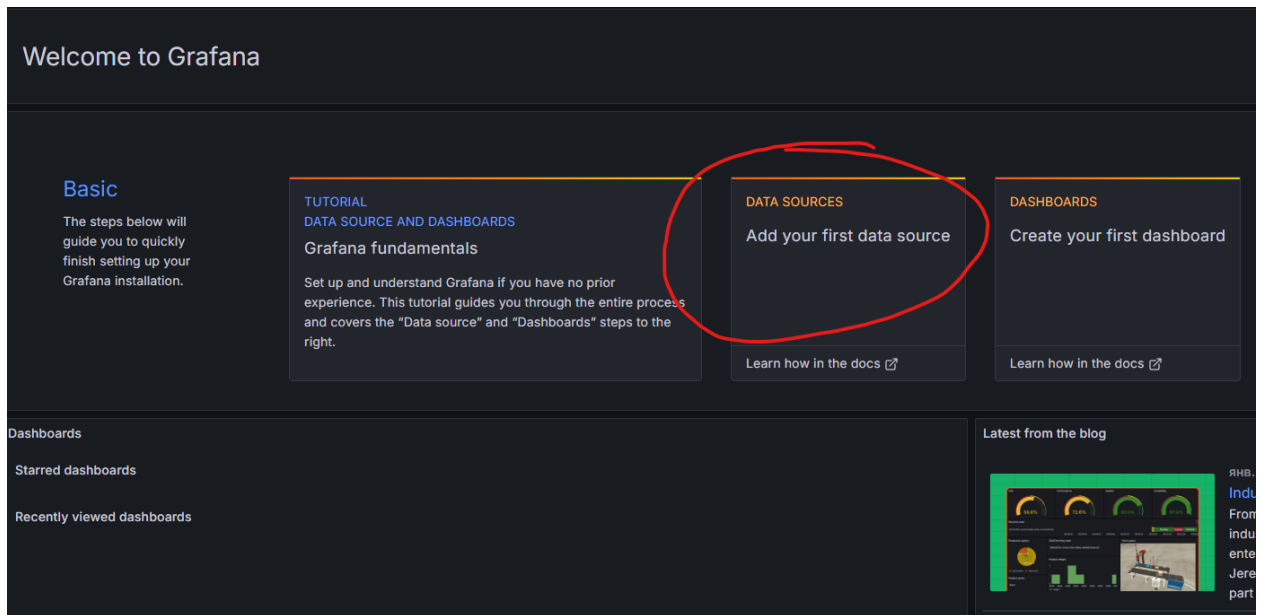 Welcome to Grafana
Basic
The steps below will
guide you to quickly
finish setting up your
Grafana installation.
TUTORIAL
DATA SOURCE AND DASHBOARDS
Grafana fundamentals
Set up and understand Grafana if you have no prior
experience. This tutorial guides you through the entire process
and covers the “Data source” and “Dashboards” steps to the
right.
DATA SOURCES
Add your first data source
Learn how in the docs
DASHBOARDS
Create your first dashboard
Learn how in the docs
Dashboards
Starred dashboards
Recently viewed dashboards
Latest from the blog
ЯНВ.
Indu
From
indu
ente
Jere
part